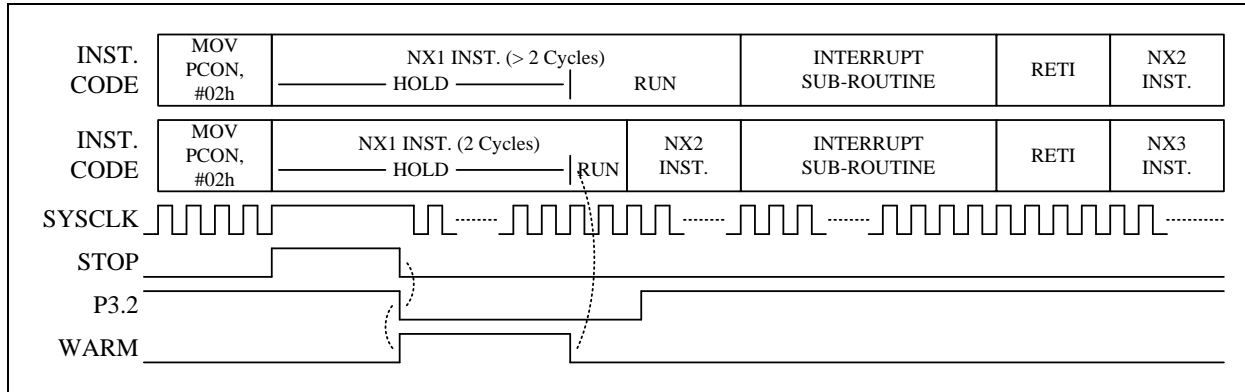 INST.
CODE
MOV
PCON,
#02h
NX1 INST. (> 2 Cycles)
HOLD
RUN
INTERRUPT
SUB-ROUTINE
RETI
NX2
INST.
INST.
CODE
MOV
PCON,
#02h
NX1 INST. (2 Cycles)
HOLD
RUN
NX2
INST.
INTERRUPT
SUB-ROUTINE
RETI
NX3
INST.
SYSCLK
STOP
P3.2
WARM